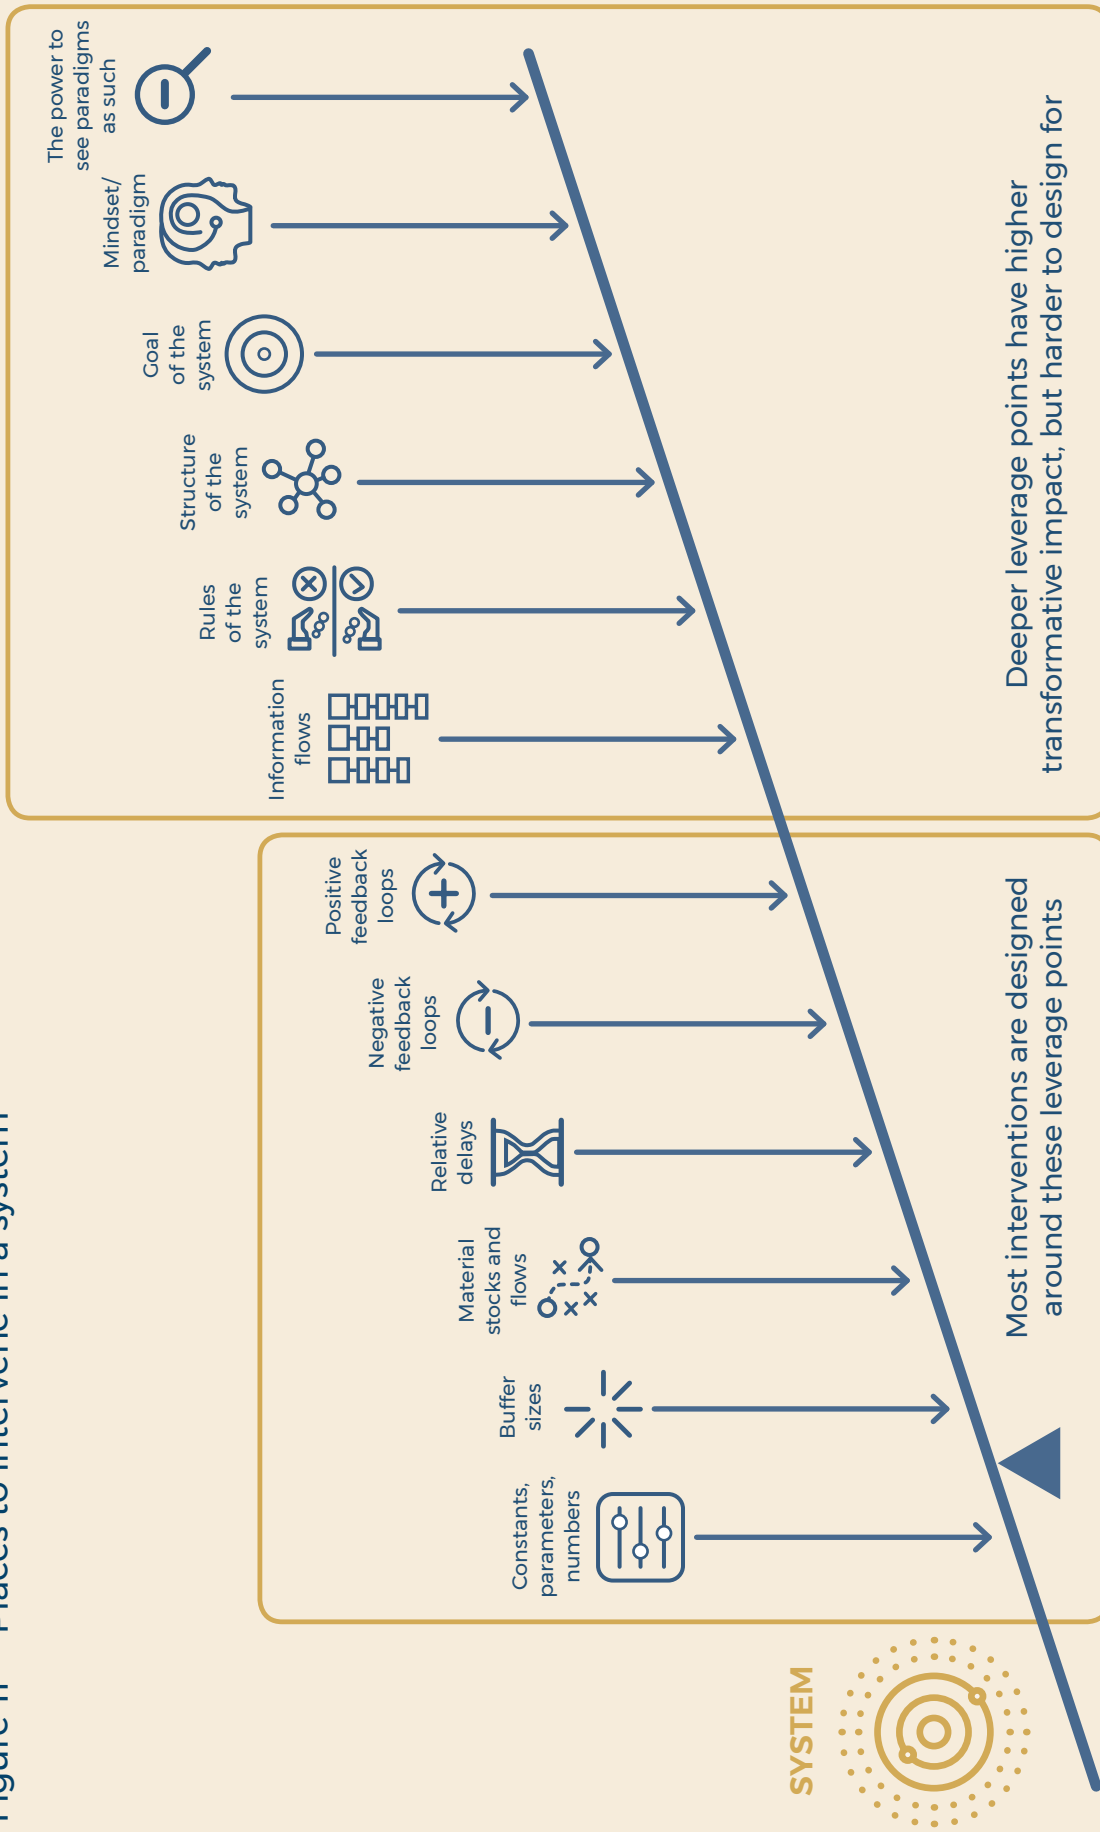 Places to intervene in a system
SYSTEM
Constants,
parameters,
numbers
Buffer
sizes
Material
stocks and
flows
Relative
delays
Negative
feedback
loops
Positive
feedback
loops
Information
flows
Rules
of the
system
Structure
of the
system
Goal
of the
system
Mindset/
paradigm
The power to
see paradigms
as such
Most interventions are designed
around these leverage points
Deeper leverage points have higher
transformative impact, but harder to design for